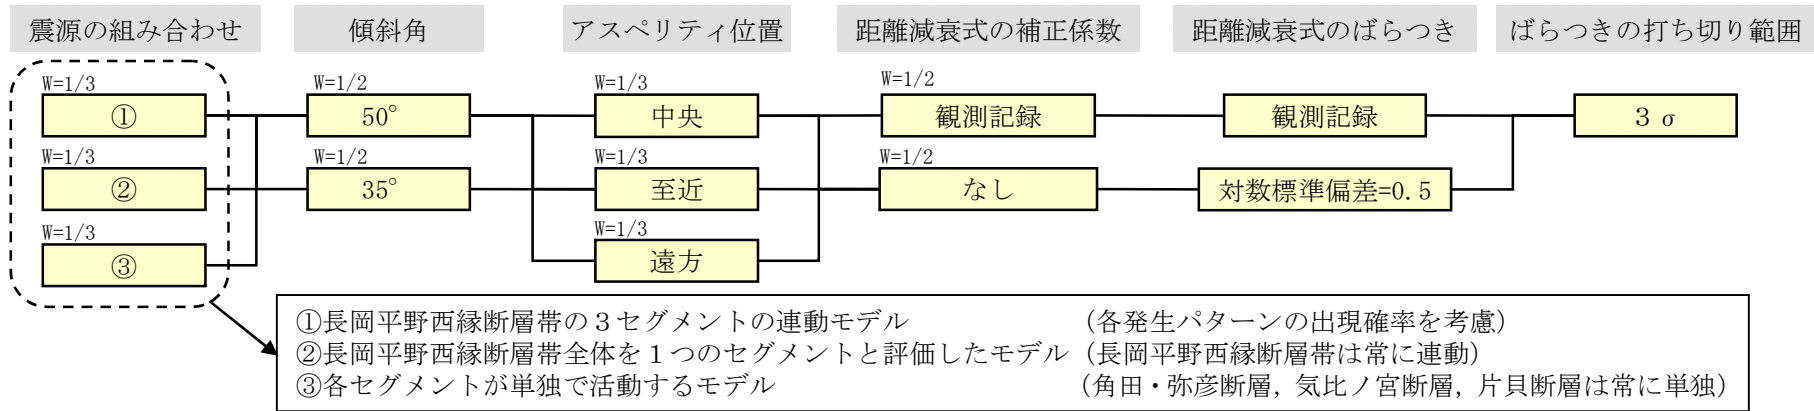 震源の組み合わせ 傾斜角 アスペリティ位置 距離減衰式の補正係数 距離減衰式のばらつき ばらつきの打ち切り範囲
W=1/3 W=1/2 W=1/3 W=1/2
① 50° 中央 観測記録 観測記録 3σ
W=1/3 W=1/2 W=1/3 W=1/2
② 35° 至近 なし 対数標準偏差=0.5
W=1/3 W=1/3
③ 遠方
①長岡平野西縁断層帯の3セグメントの連動モデル (各発生パターンの出現確率を考慮)
②長岡平野西縁断層帯全体を1つのセグメントと評価したモデル (長岡平野西縁断層帯は常に連動)
③各セグメントが単独で活動するモデル (角田・弥彦断層, 気比ノ宮断層, 片貝断層は常に単独)